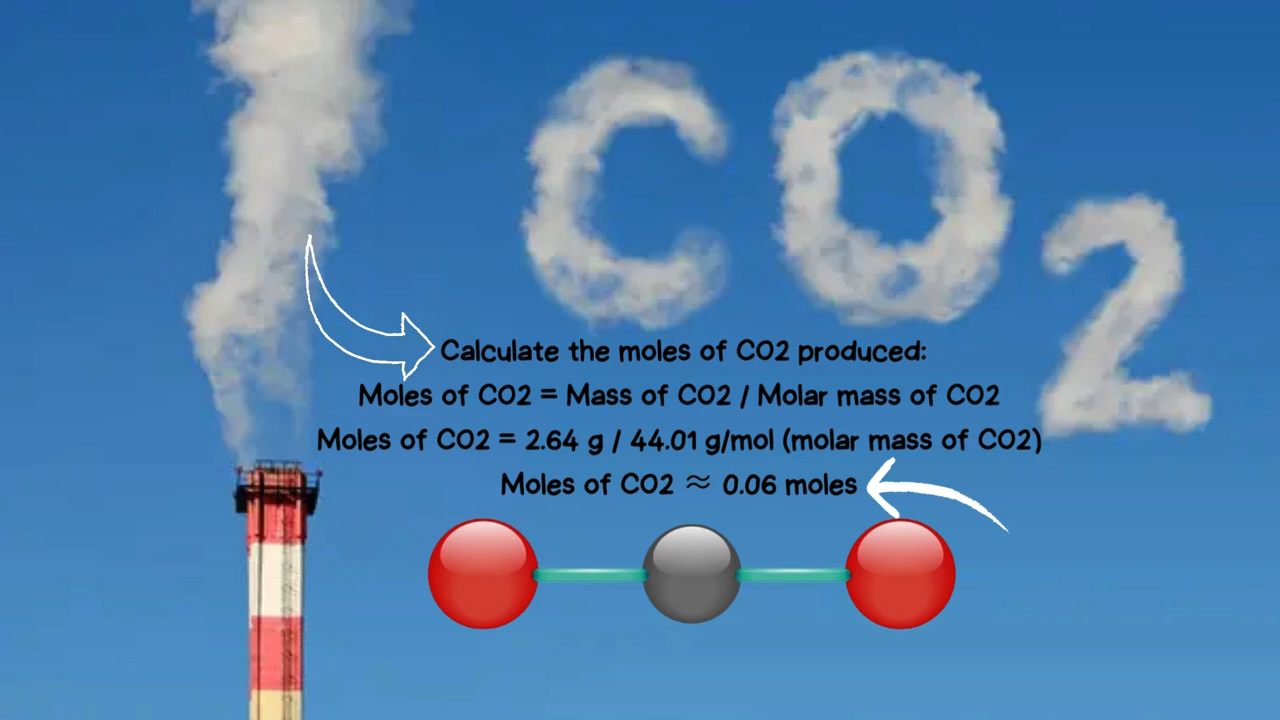 CO2
Calculate the moles of CO2 produced:
Moles of CO2 = Mass of CO2 / Molar mass of CO2
Moles of CO2 = 2.64 g / 44.01 g/mol (molar mass of CO2)
Moles of CO2 ≈ 0.06 moles